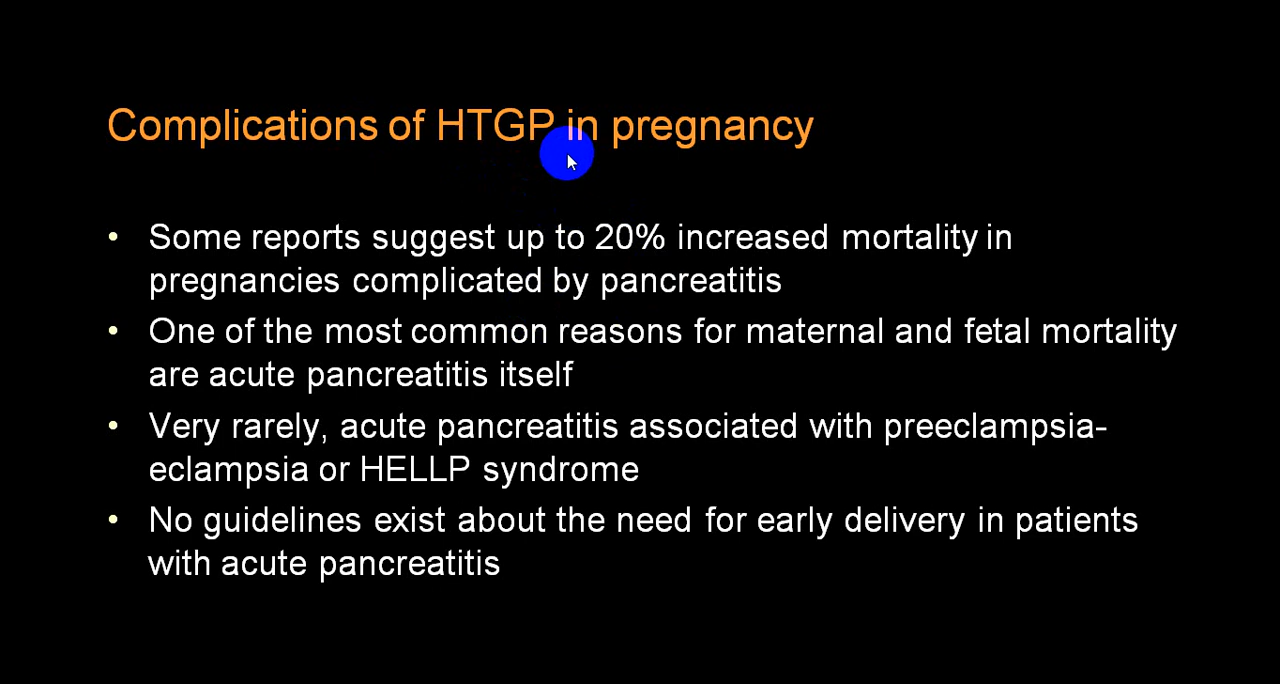 Complications of HTGP in pregnancy
• Some reports suggest up to 20% increased mortality in
pregnancies complicated by pancreatitis
• One of the most common reasons for maternal and fetal mortality
are acute pancreatitis itself
• Very rarely, acute pancreatitis associated with preeclampsia-
eclampsia or HELLP syndrome
• No guidelines exist about the need for early delivery in patients
with acute pancreatitis